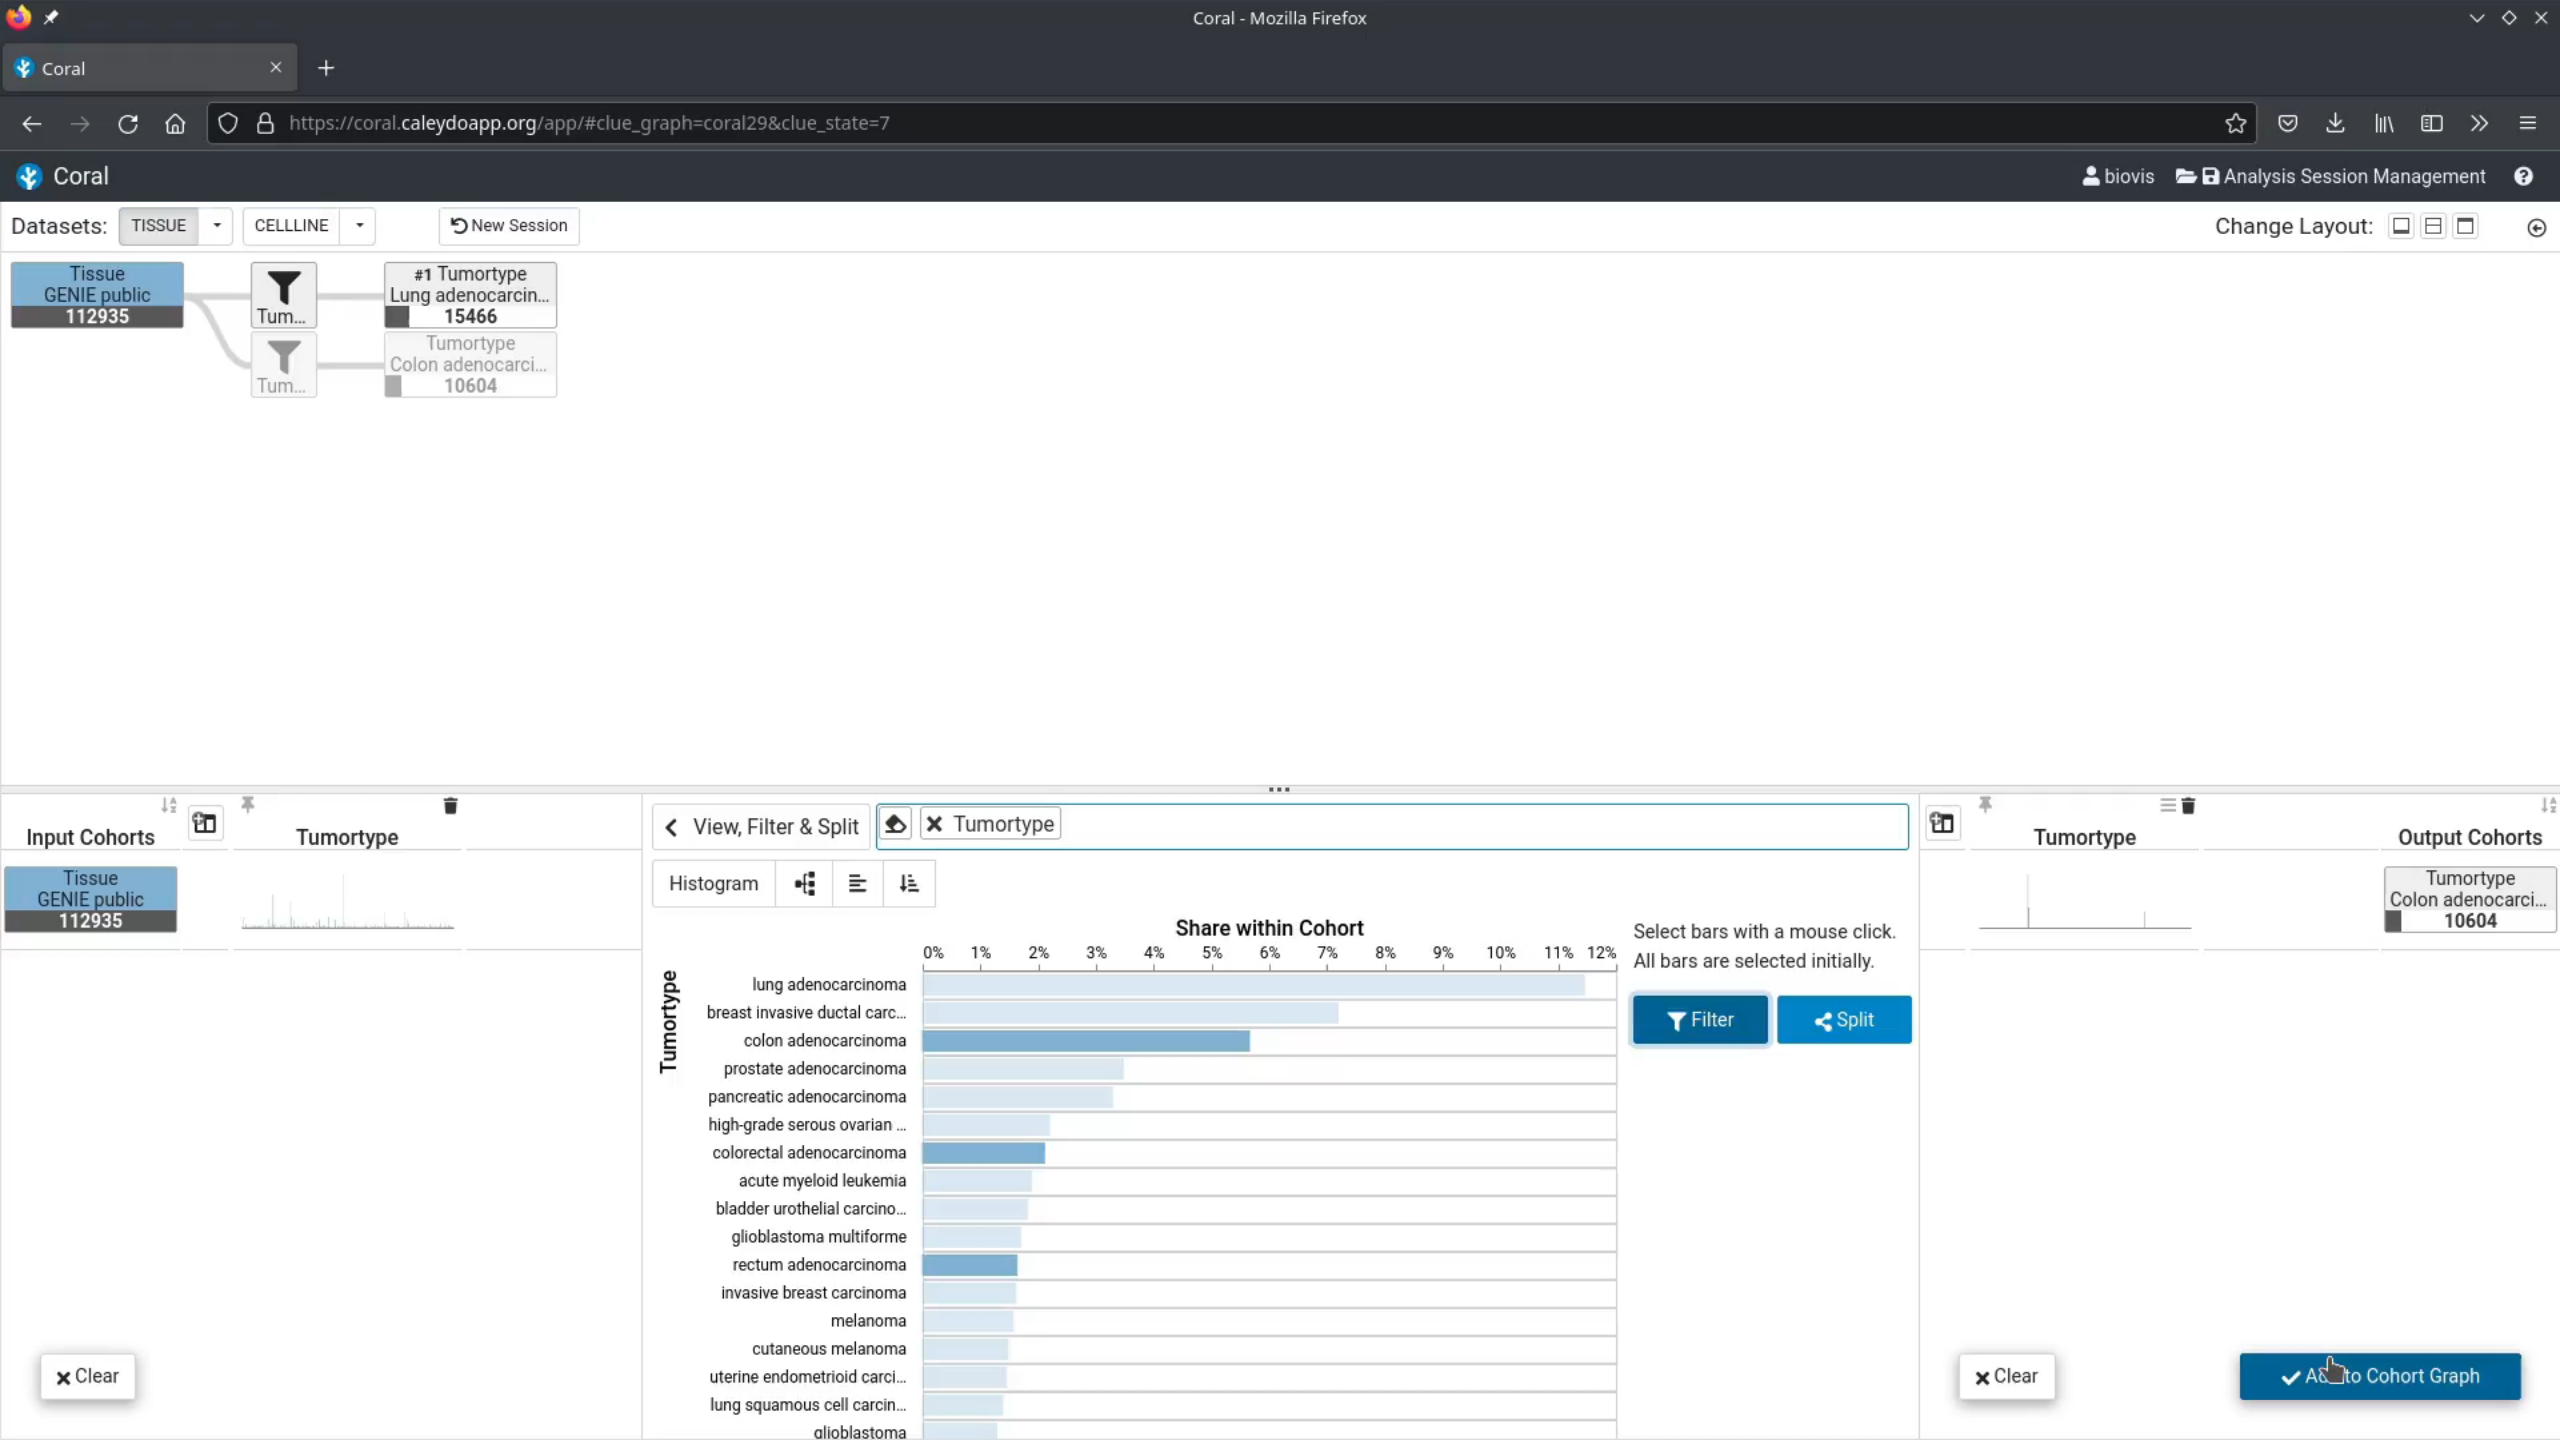 Coral - Mozilla Firefox
Coral
https://coral.caleydoapp.org/app/#clue_graph=coral29&clue_state=7
Coral
biovis
Analysis Session Management
Datasets:
TISSUE
CELLLINE
New Session
Change Layout:
Tissue
GENIE public
112935
Tum...
#1 Tumortype
Lung adenocarcin...
15466
Tum...
Tumortype
Colon adenocarci...
10604
Input Cohorts
Tumortype
Tissue
GENIE public
112935
Clear
View, Filter & Split
Tumortype
Histogram
Share within Cohort
0% 1% 2% 3% 4% 5% 6% 7% 8% 9% 10% 11% 12%
Tumortype
lung adenocarcinoma
breast invasive ductal carc...
colon adenocarcinoma
prostate adenocarcinoma
pancreatic adenocarcinoma
high-grade serous ovarian ...
colorectal adenocarcinoma
acute myeloid leukemia
bladder urothelial carcino...
glioblastoma multiforme
rectum adenocarcinoma
invasive breast carcinoma
melanoma
cutaneous melanoma
uterine endometrioid carci...
lung squamous cell carcin...
glioblastoma
Select bars with a mouse click.
All bars are selected initially.
Filter
Split
Tumortype
Output Cohorts
Tumortype
Colon adenocarci...
10604
Clear
to Cohort Graph